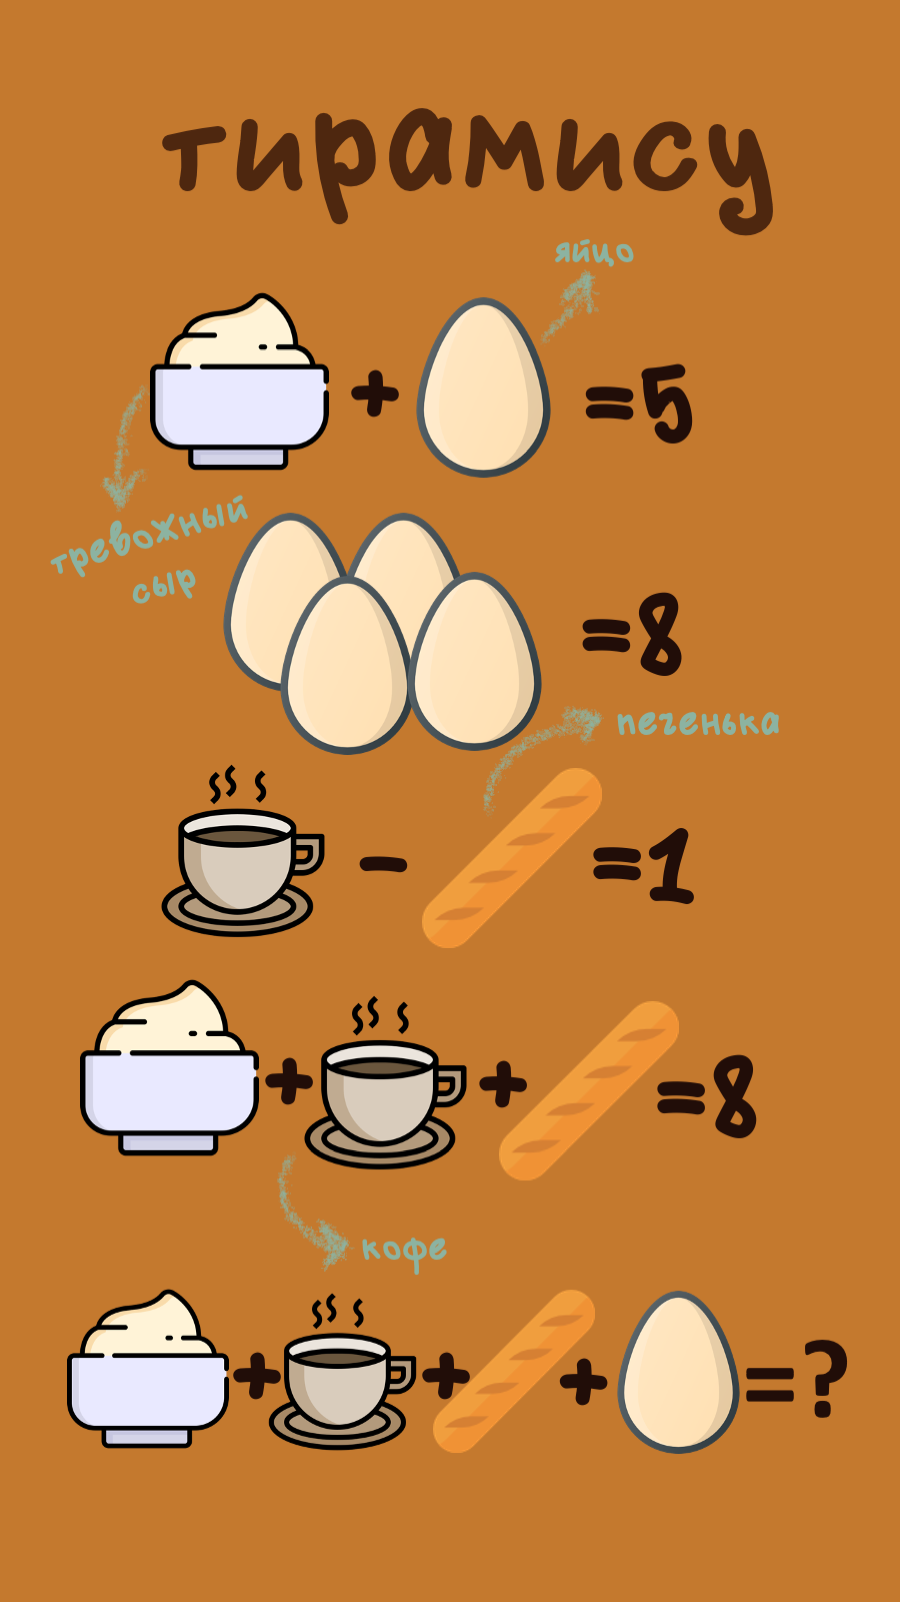 тирамису
яйцо
+ =5
тревожный
сыр
=8
печенька
- =1
+ + =8
кофе
+ + + =?